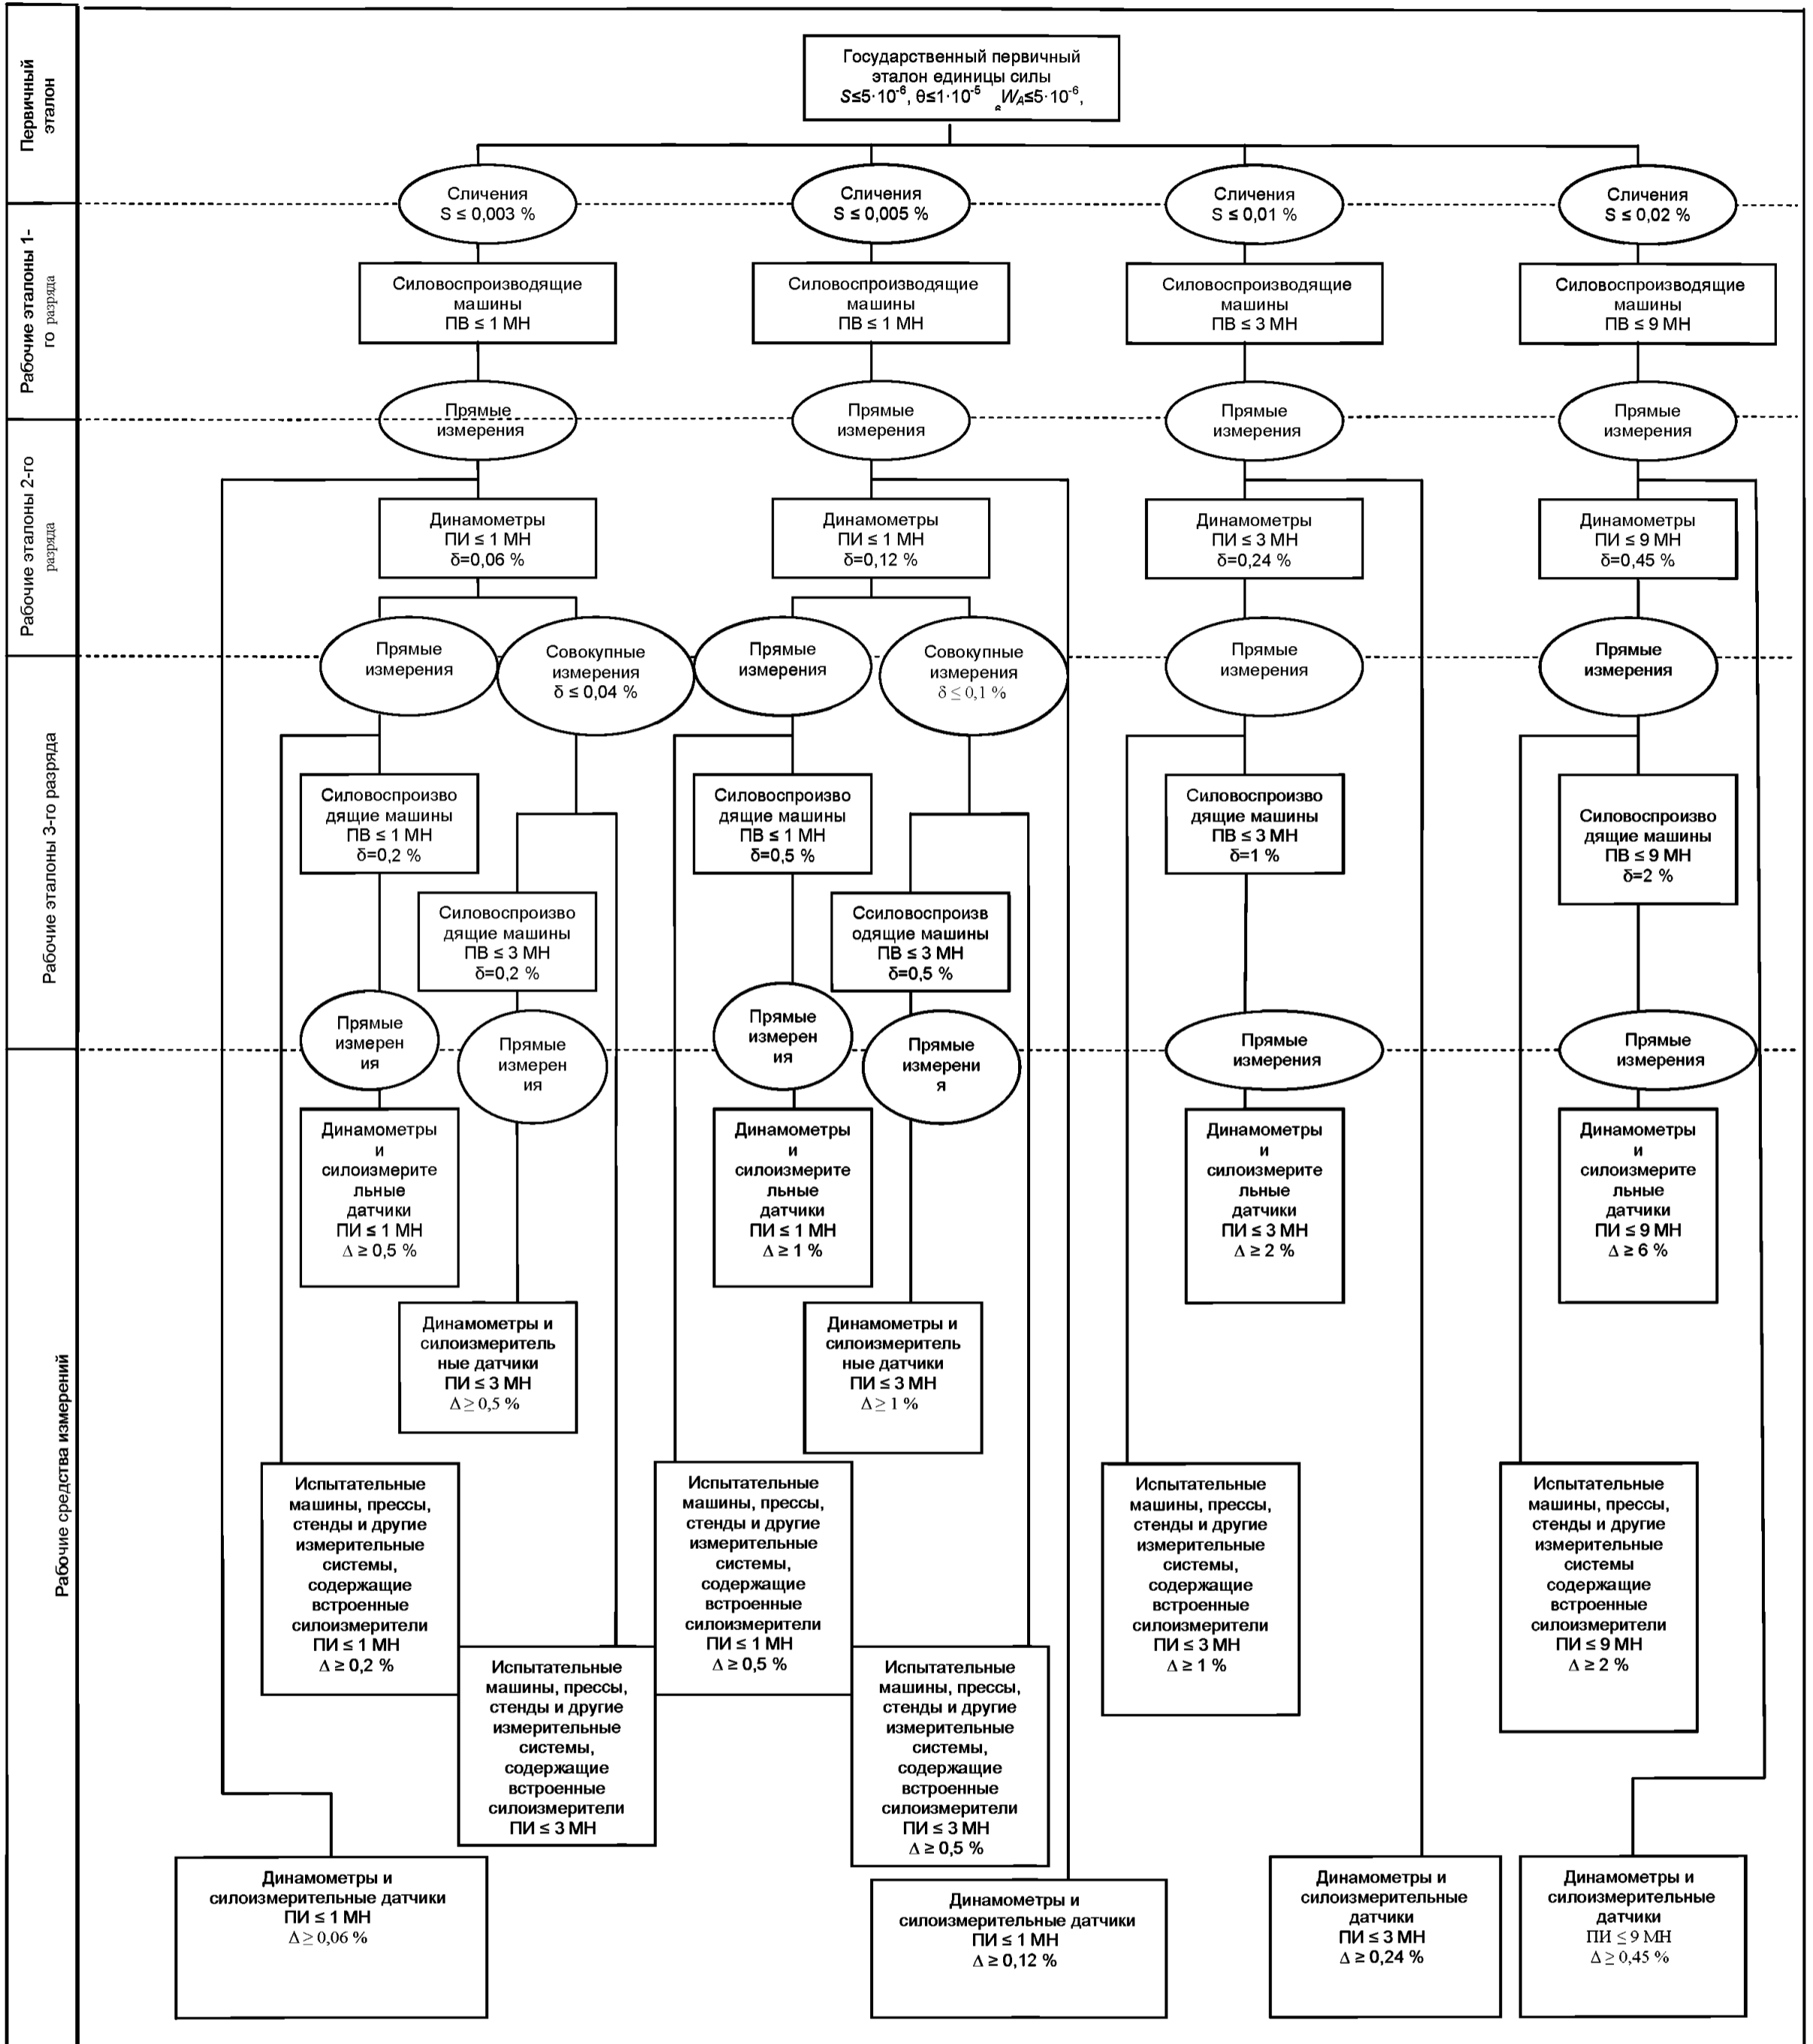 Первичный
эталон
Государственный первичный
эталон единицы силы
S≤5·10⁻⁶, θ≤1·10⁻⁵ WA≤5·10⁻⁶,
Сличения
S ≤ 0,003 %
Сличения
S ≤ 0,005 %
Сличения
S ≤ 0,01 %
Сличения
S ≤ 0,02 %
Рабочие эталоны 1-
го разряда
Силовоспроизводящие
машины
ПВ ≤ 1 МН
Силовоспроизводящие
машины
ПВ ≤ 1 МН
Силовоспроизводящие
машины
ПВ ≤ 3 МН
Силовоспроизводящие
машины
ПВ ≤ 9 МН
Прямые
измерения
Прямые
измерения
Прямые
измерения
Прямые
измерения
Рабочие эталоны 2-го
разряда
Динамометры
ПИ ≤ 1 МН
δ=0,06 %
Динамометры
ПИ ≤ 1 МН
δ=0,12 %
Динамометры
ПИ ≤ 3 МН
δ=0,24 %
Динамометры
ПИ ≤ 9 МН
δ=0,45 %
Прямые
измерения
Совокупные
измерения
δ ≤ 0,04 %
Прямые
измерения
Совокупные
измерения
δ ≤ 0,1 %
Прямые
измерения
Прямые
измерения
Рабочие эталоны 3-го разряда
Силовоспроизво
дящие машины
ПВ ≤ 1 МН
δ=0,2 %
Силовоспроизво
дящие машины
ПВ ≤ 3 МН
δ=0,2 %
Силовоспроизво
дящие машины
ПВ ≤ 1 МН
δ=0,5 %
Ссиловоспроизв
одящие машины
ПВ ≤ 3 МН
δ=0,5 %
Силовоспроизво
дящие машины
ПВ ≤ 3 МН
δ=1 %
Силовоспроизво
дящие машины
ПВ ≤ 9 МН
δ=2 %
Прямые
измерен
ия
Прямые
измерен
ия
Прямые
измерен
ия
Прямые
измерени
я
Прямые
измерения
Прямые
измерения
Рабочие средства измерений
Динамометры
и
силоизмерите
льные
датчики
ПИ ≤ 1 МН
Δ ≥ 0,5 %
Динамометры
и
силоизмерите
льные
датчики
ПИ ≤ 1 МН
Δ ≥ 1 %
Динамометры
и
силоизмерите
льные
датчики
ПИ ≤ 3 МН
Δ ≥ 2 %
Динамометры
и
силоизмерите
льные
датчики
ПИ ≤ 9 МН
Δ ≥ 6 %
Динамометры и
силоизмеритель
ные датчики
ПИ ≤ 3 МН
Δ ≥ 0,5 %
Динамометры и
силоизмеритель
ные датчики
ПИ ≤ 3 МН
Δ ≥ 1 %
Испытательные
машины, прессы,
стенды и другие
измерительные
системы,
содержащие
встроенные
силоизмерители
ПИ ≤ 1 МН
Δ ≥ 0,2 %
Испытательные
машины, прессы,
стенды и другие
измерительные
системы,
содержащие
встроенные
силоизмерители
ПИ ≤ 3 МН
Испытательные
машины, прессы,
стенды и другие
измерительные
системы,
содержащие
встроенные
силоизмерители
ПИ ≤ 1 МН
Δ ≥ 0,5 %
Испытательные
машины, прессы,
стенды и другие
измерительные
системы,
содержащие
встроенные
силоизмерители
ПИ ≤ 3 МН
Δ ≥ 0,5 %
Испытательные
машины, прессы,
стенды и другие
измерительные
системы,
содержащие
встроенные
силоизмерители
ПИ ≤ 3 МН
Δ ≥ 1 %
Испытательные
машины, прессы,
стенды и другие
измерительные
системы
содержащие
встроенные
силоизмерители
ПИ ≤ 9 МН
Δ ≥ 2 %
Динамометры и
силоизмерительные датчики
ПИ ≤ 1 МН
Δ ≥ 0,06 %
Динамометры и
силоизмерительные датчики
ПИ ≤ 1 МН
Δ ≥ 0,12 %
Динамометры и
силоизмерительные
датчики
ПИ ≤ 3 МН
Δ ≥ 0,24 %
Динамометры и
силоизмерительные
датчики
ПИ ≤ 9 МН
Δ ≥ 0,45 %